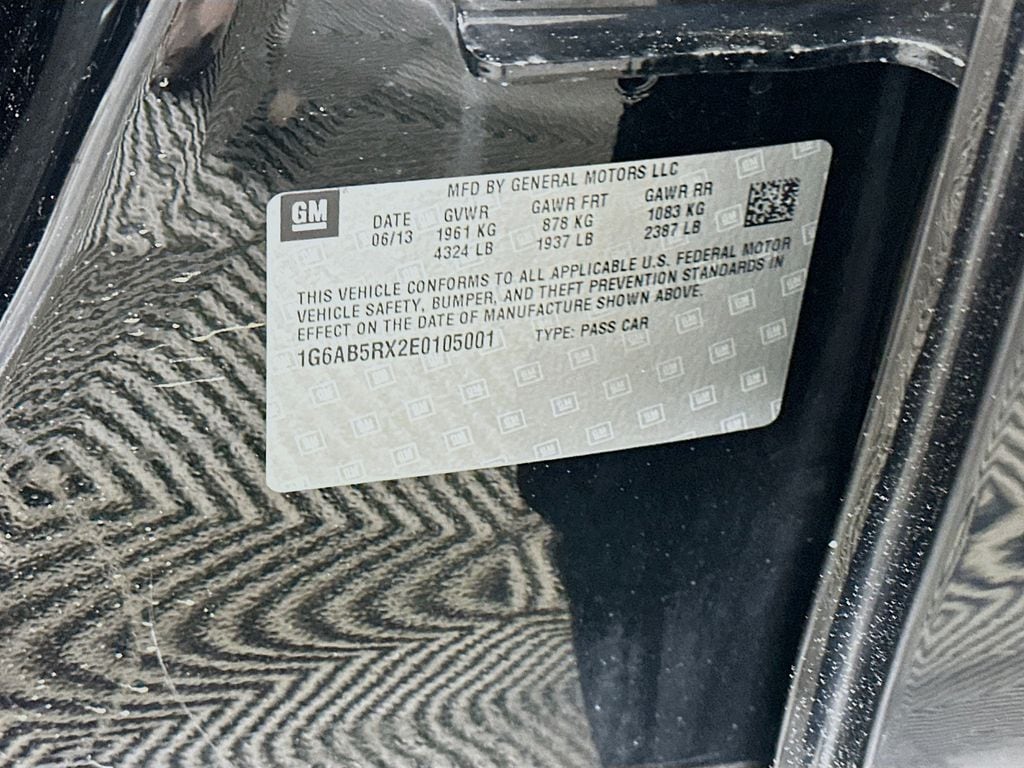 GM
MFD BY GENERAL MOTORS LLC
DATE GVWR GAWR FRT GAWR RR
06/13 1961 KG 878 KG 1083 KG
4324 LB 1937 LB 2387 LB
THIS VEHICLE CONFORMS TO ALL APPLICABLE U.S. FEDERAL MOTOR
VEHICLE SAFETY, BUMPER, AND THEFT PREVENTION STANDARDS IN
EFFECT ON THE DATE OF MANUFACTURE SHOWN ABOVE.
1G6AB5RX2E0105001 TYPE: PASS CAR